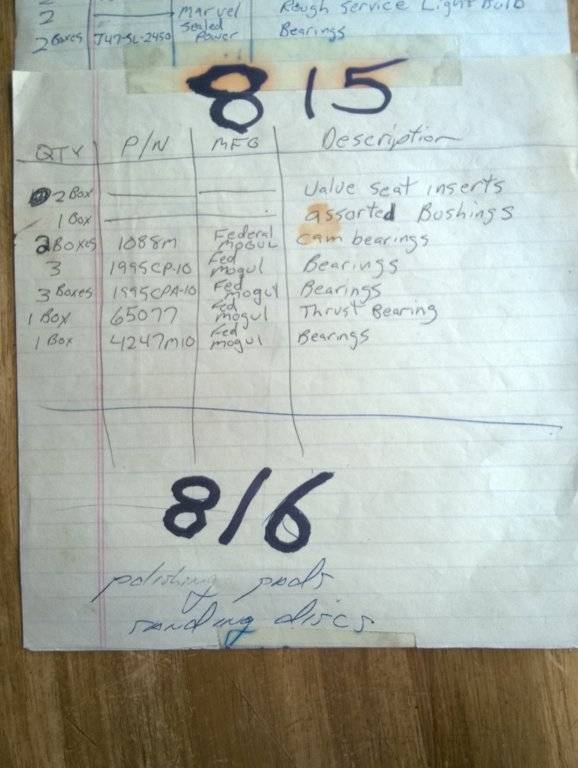 2 — Marvel Rough Service Light Bulb
2 Boxes J47-SL-2450 Sealed Power Bearings
815
QTY P/N MFG Description
2 Box — — Valve seat inserts
1 Box — — assorted Bushings
2 Boxes 1088M Federal Mogul cam bearings
3 1995CP-10 Fed mogul Bearings
3 Boxes 1995CPA-10 Fed mogul Bearings
1 Box 65077 Fed mogul Thrust Bearing
1 Box 4247M10 Fed mogul Bearings
816
polishing pads
sanding discs